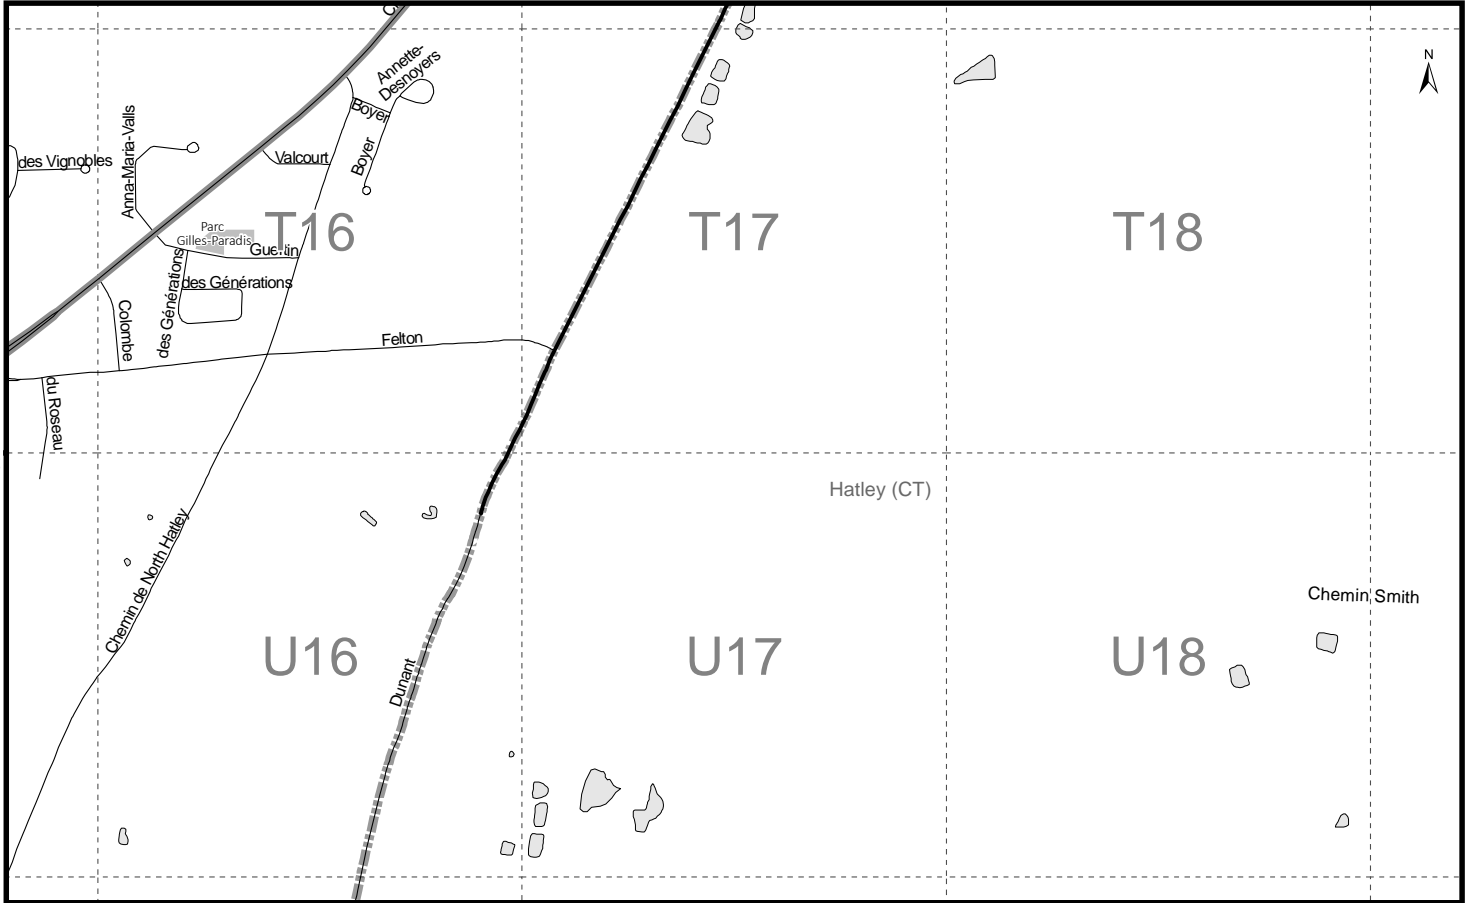 C
N
Annette-
Desnoyers
Boyer
Anna-Maria-Valls
des Vignobles
Valcourt
Boyer
Parc
Gilles-Paradis
T16
T17
T18
Guertin
des Générations
des Générations
Colombe
Felton
du Roseau
Hatley (CT)
Chemin de North Hatley
Chemin Smith
U16
U17
U18
Dunant